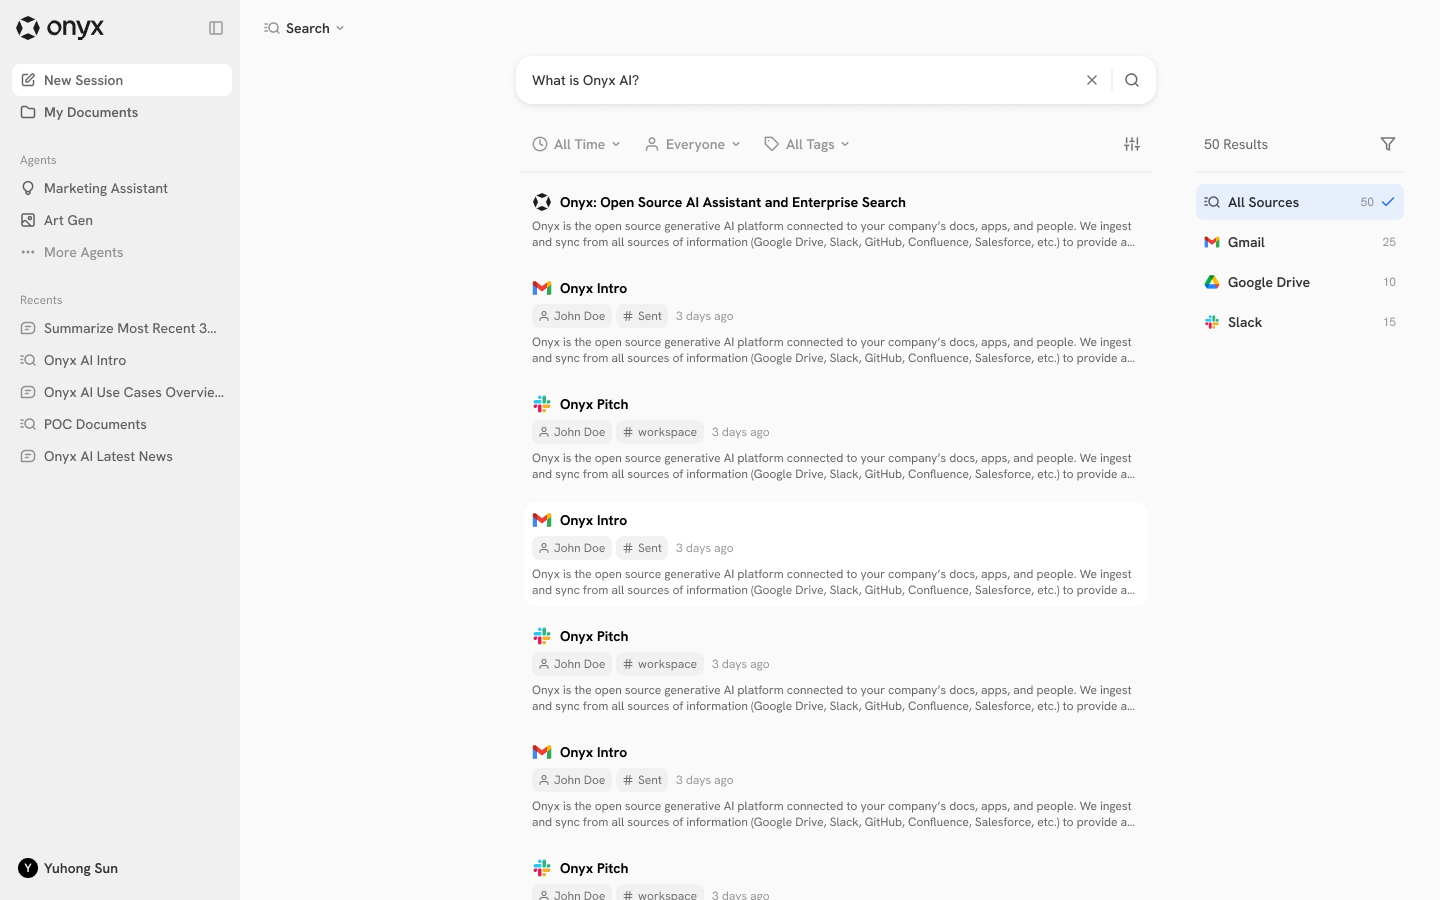 onyx
New Session
My Documents
Agents
Marketing Assistant
Art Gen
More Agents
Recents
Summarize Most Recent 3...
Onyx AI Intro
Onyx AI Use Cases Overvie...
POC Documents
Onyx AI Latest News
Y Yuhong Sun
Search
What is Onyx AI?
All Time Everyone All Tags
Onyx: Open Source AI Assistant and Enterprise Search
Onyx is the open source generative AI platform connected to your company’s docs, apps, and people. We ingest
and sync from all sources of information (Google Drive, Slack, GitHub, Confluence, Salesforce, etc.) to provide a...
Onyx Intro
John Doe # Sent 3 days ago
Onyx is the open source generative AI platform connected to your company’s docs, apps, and people. We ingest
and sync from all sources of information (Google Drive, Slack, GitHub, Confluence, Salesforce, etc.) to provide a...
Onyx Pitch
John Doe # workspace 3 days ago
Onyx is the open source generative AI platform connected to your company’s docs, apps, and people. We ingest
and sync from all sources of information (Google Drive, Slack, GitHub, Confluence, Salesforce, etc.) to provide a...
Onyx Intro
John Doe # Sent 3 days ago
Onyx is the open source generative AI platform connected to your company’s docs, apps, and people. We ingest
and sync from all sources of information (Google Drive, Slack, GitHub, Confluence, Salesforce, etc.) to provide a...
Onyx Pitch
John Doe # workspace 3 days ago
Onyx is the open source generative AI platform connected to your company’s docs, apps, and people. We ingest
and sync from all sources of information (Google Drive, Slack, GitHub, Confluence, Salesforce, etc.) to provide a...
Onyx Intro
John Doe # Sent 3 days ago
Onyx is the open source generative AI platform connected to your company’s docs, apps, and people. We ingest
and sync from all sources of information (Google Drive, Slack, GitHub, Confluence, Salesforce, etc.) to provide a...
Onyx Pitch
John Doe # workspace 3 days ago
50 Results
All Sources 50
Gmail 25
Google Drive 10
Slack 15